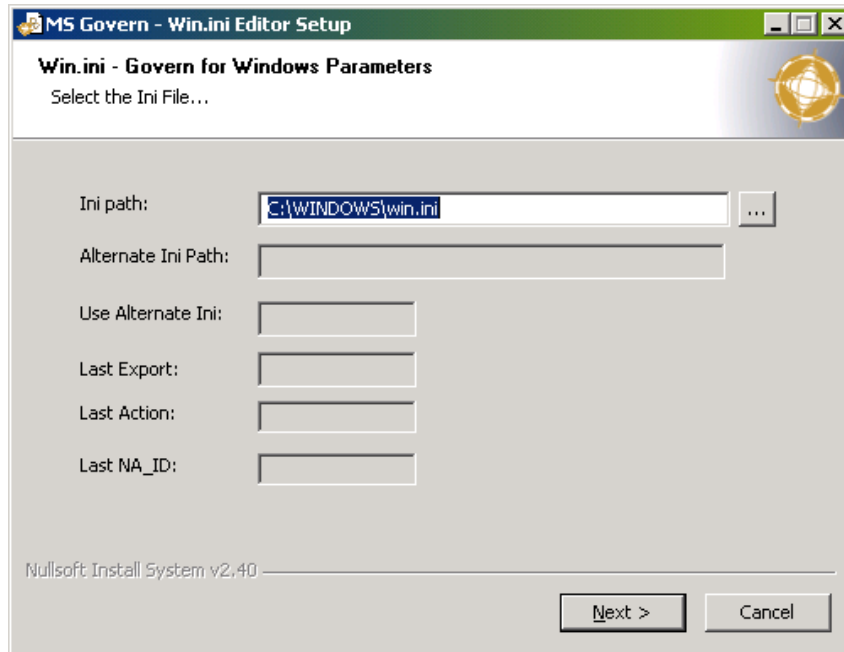 MS Govern - Win.ini Editor Setup
Win.ini - Govern for Windows Parameters
Select the Ini File...
Ini path: C:\WINDOWS\win.ini ...
Alternate Ini Path:
Use Alternate Ini:
Last Export:
Last Action:
Last NA_ID:
Nullsoft Install System v2.40
Next > Cancel